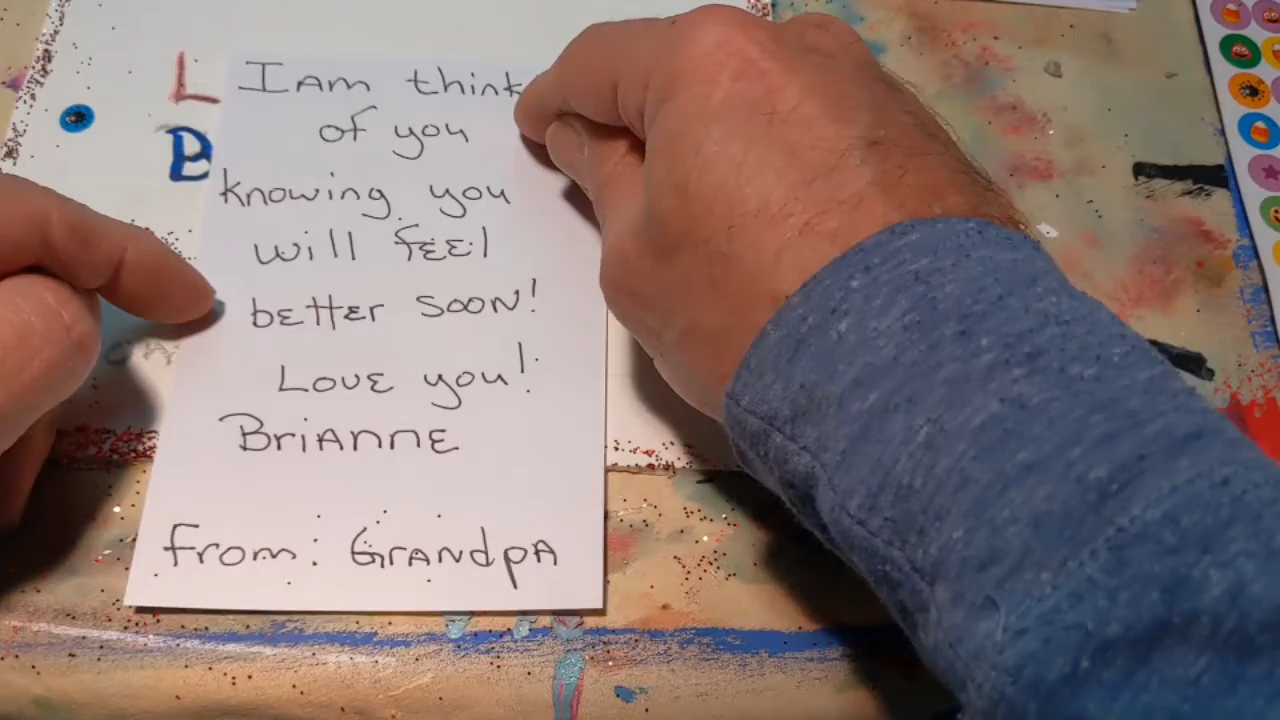 I Am think
of you
knowing you
will feel
better soon!
Love you!
Brianne
from: Grandpa
L
B